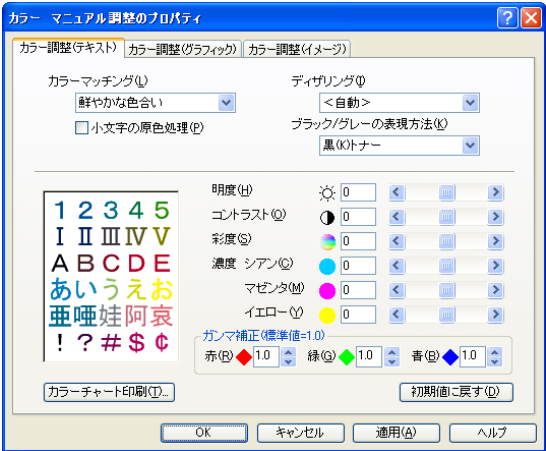 カラー マニュアル調整のプロパティ
カラー調整(テキスト) カラー調整(グラフィック) カラー調整(イメージ)
カラーマッチング(L)
鮮やかな色合い
小文字の原色処理(P)
ディザリング(I)
<自動>
ブラック/グレーの表現方法(K)
黒(K)トナー
1 2 3 4 5
I II III IV V
A B C D E
あいうえお
亜唖娃阿哀
! ? # $ ¢
明度(H) 0
コントラスト(O) 0
彩度(S) 0
濃度 シアン(C) 0
マゼンタ(M) 0
イエロー(Y) 0
ガンマ補正(標準値=1.0)
赤(R) 1.0 緑(G) 1.0 青(B) 1.0
カラーチャート印刷(T)... 初期値に戻す(D)
OK キャンセル 適用(A) ヘルプ